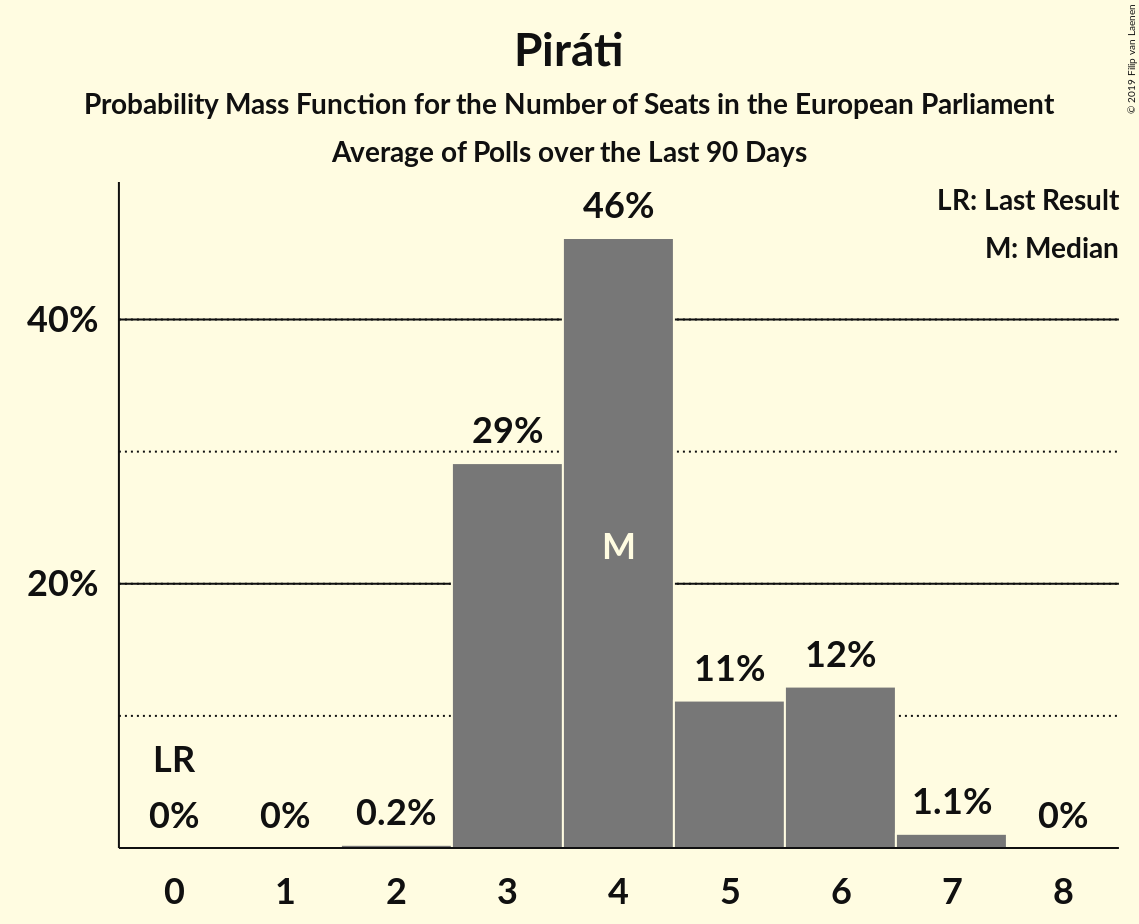 Piráti
Probability Mass Function for the Number of Seats in the European Parliament
Average of Polls over the Last 90 Days
© 2019 Filip van Laenen
LR: Last Result
M: Median
46%
40%
29%
M
20%
12%
11%
LR
1.1%
0% 0% 0.2% 0%
0 1 2 3 4 5 6 7 8